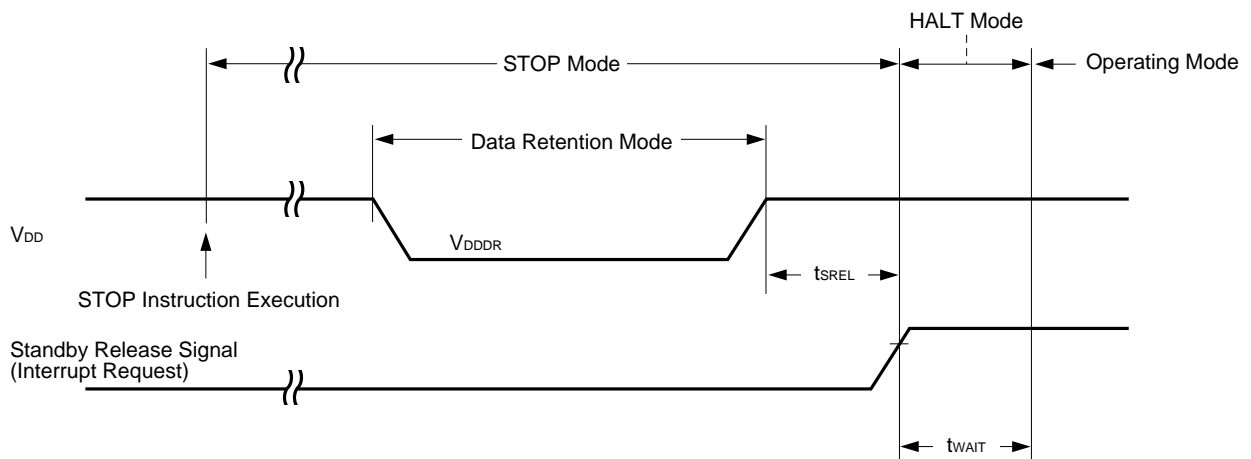 HALT Mode
STOP Mode
Operating Mode
Data Retention Mode
VDD
VDDDR
tSREL
STOP Instruction Execution
Standby Release Signal
(Interrupt Request)
tWAIT